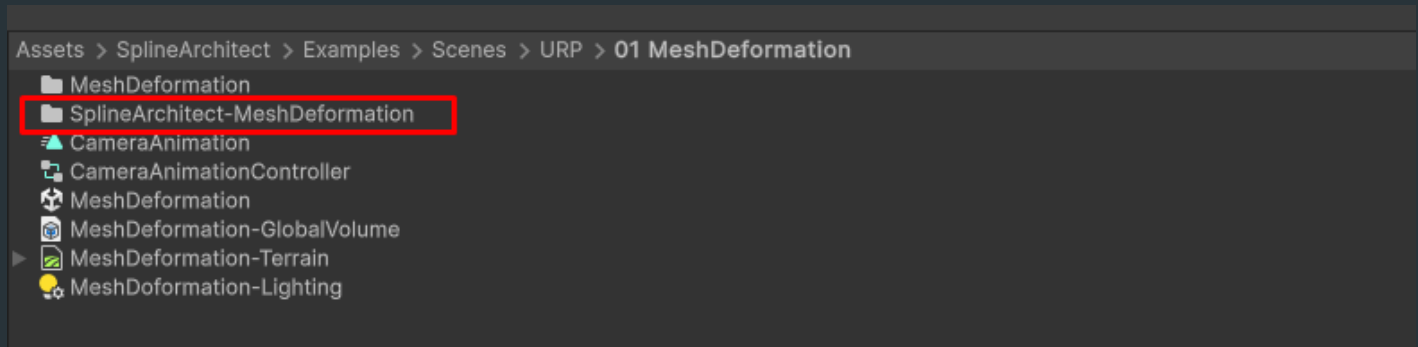 Assets > SplineArchitect > Examples > Scenes > URP > 01 MeshDeformation
MeshDeformation
SplineArchitect-MeshDeformation
CameraAnimation
CameraAnimationController
MeshDeformation
MeshDeformation-GlobalVolume
MeshDeformation-Terrain
MeshDoformation-Lighting